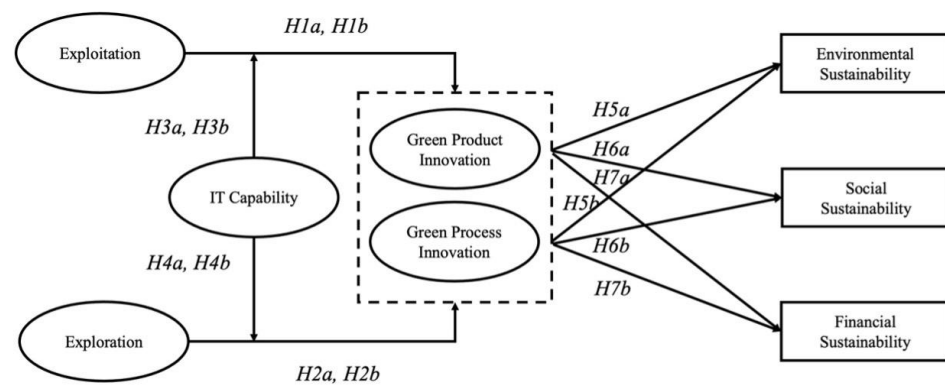 H1a, H1b
Exploitation
Environmental
Sustainability
H5a
H3a, H3b
Green Product
Innovation
H6a
H7a
IT Capability
H5b
Social
Sustainability
Green Process
Innovation
H6b
H4a, H4b
H7b
Exploration
Financial
Sustainability
H2a, H2b